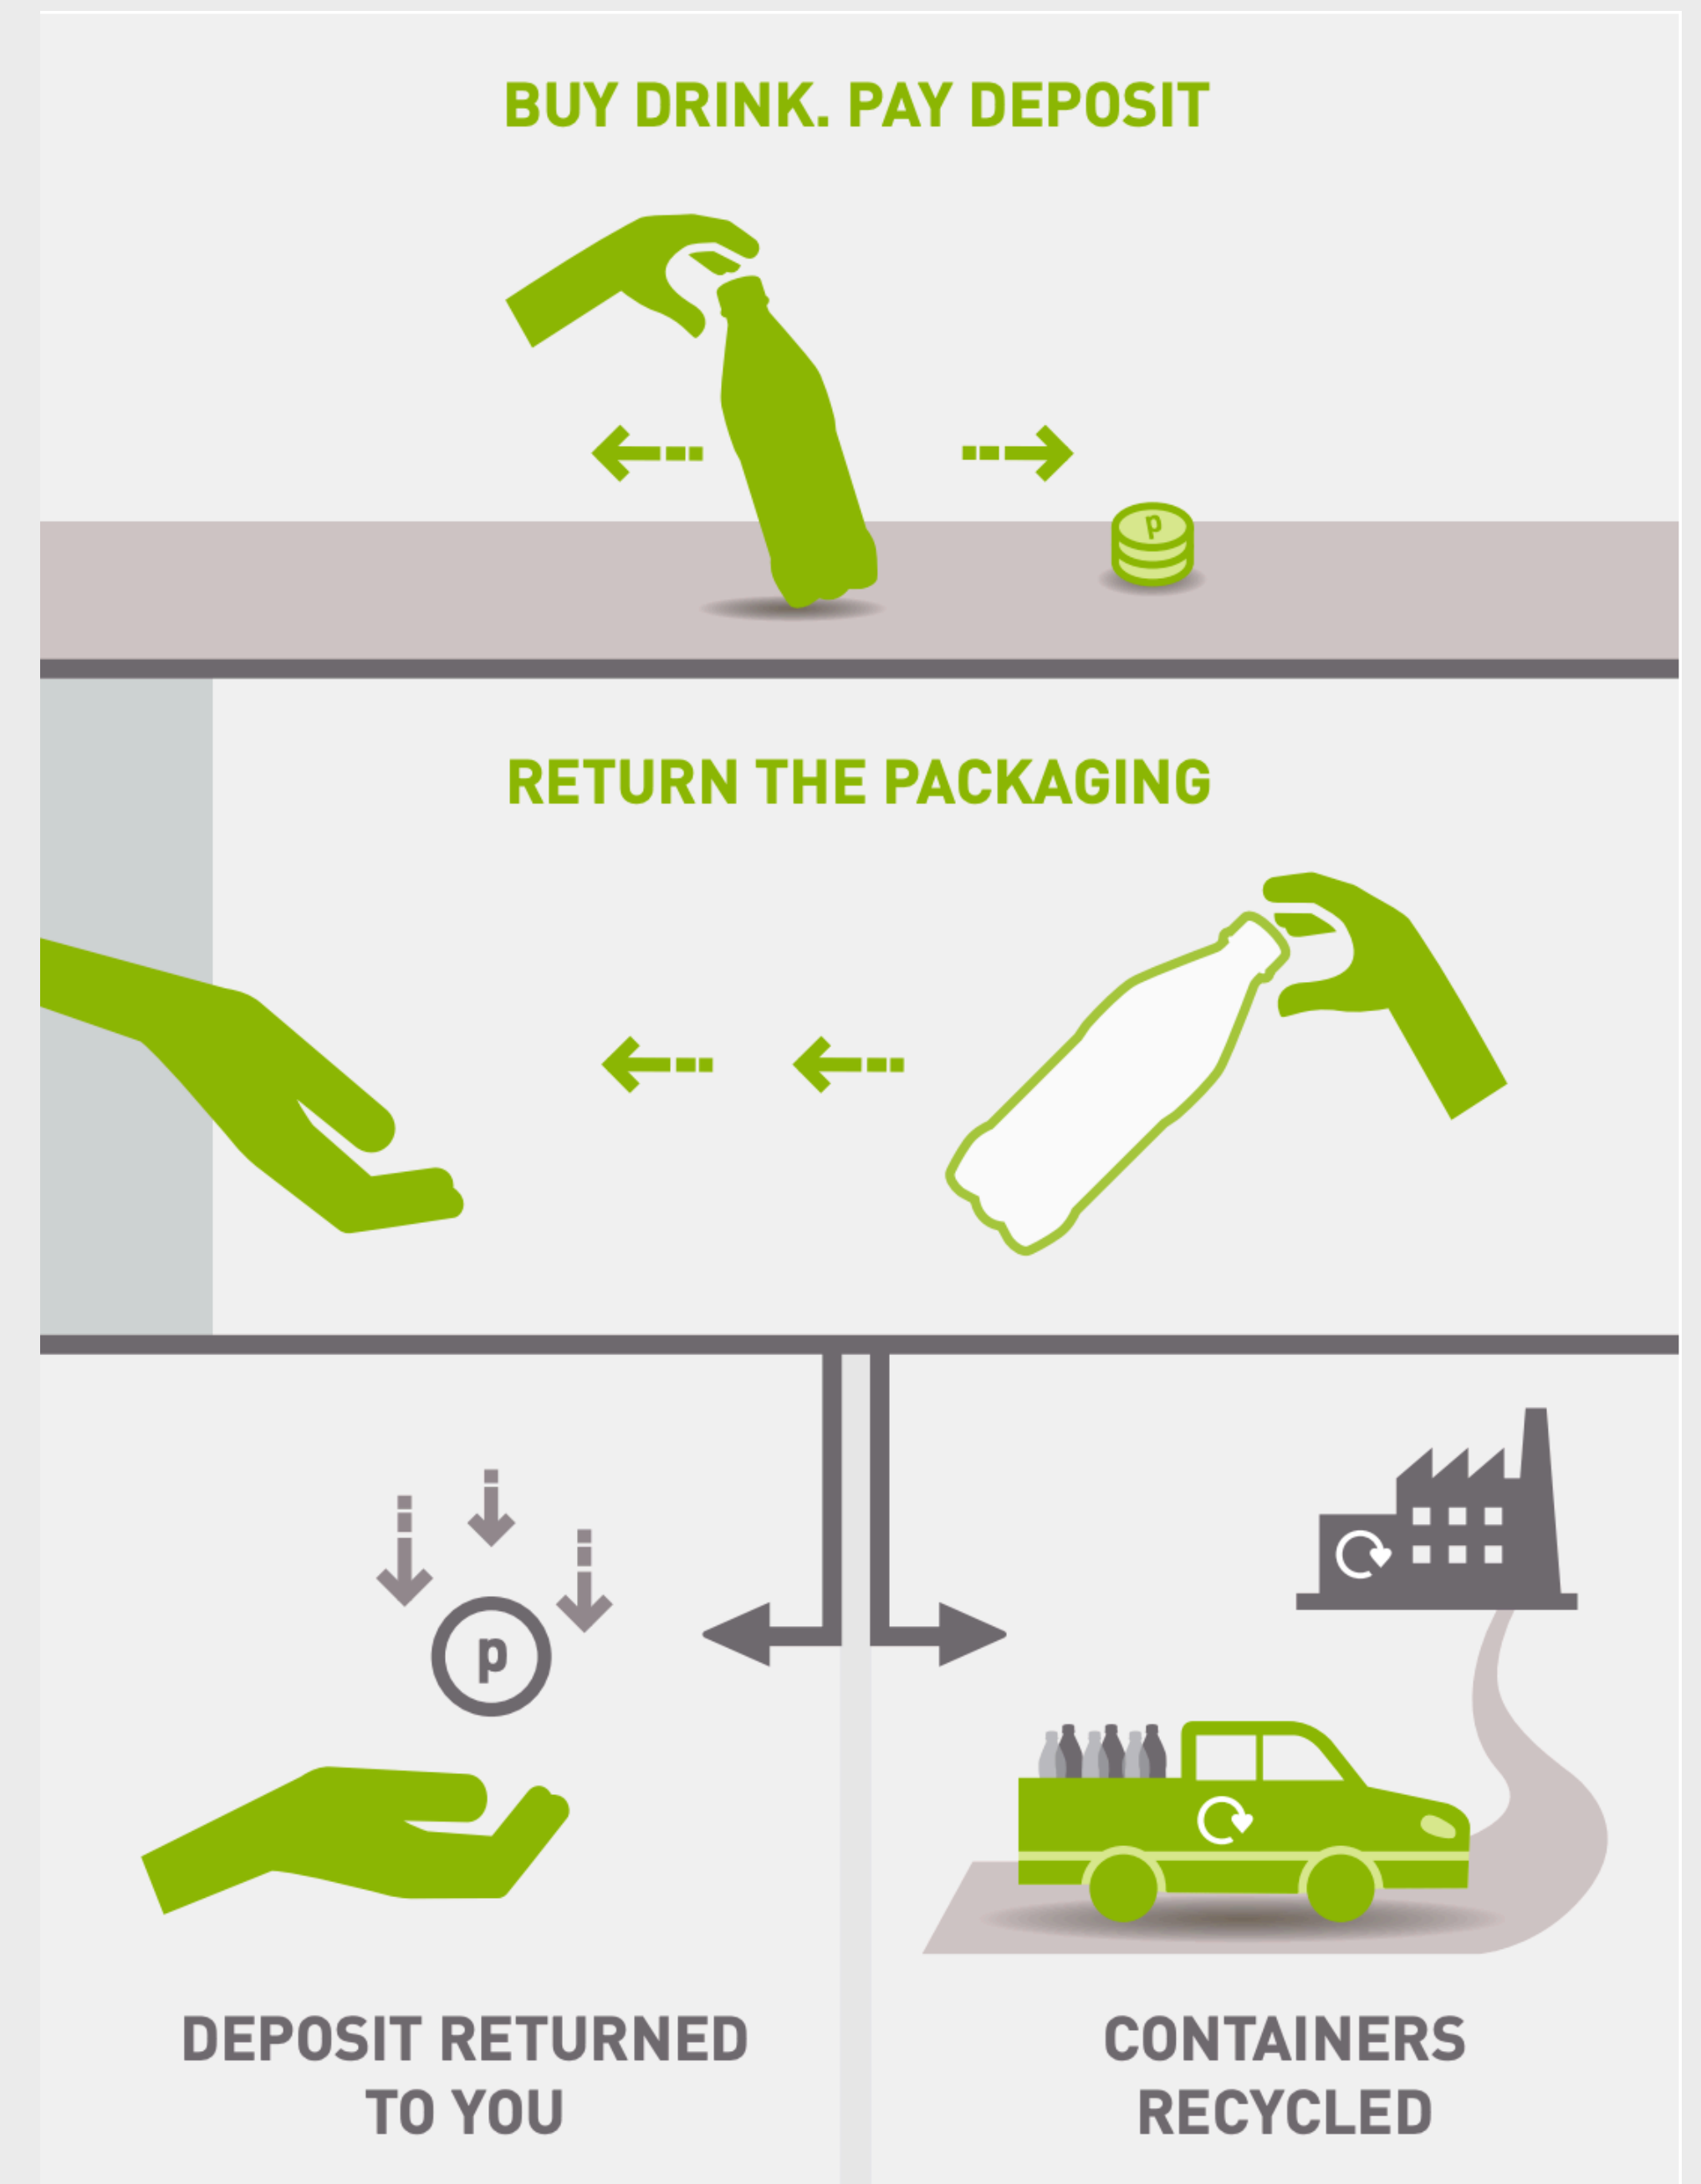 BUY DRINK. PAY DEPOSIT
p
RETURN THE PACKAGING
p
DEPOSIT RETURNED
TO YOU
CONTAINERS
RECYCLED